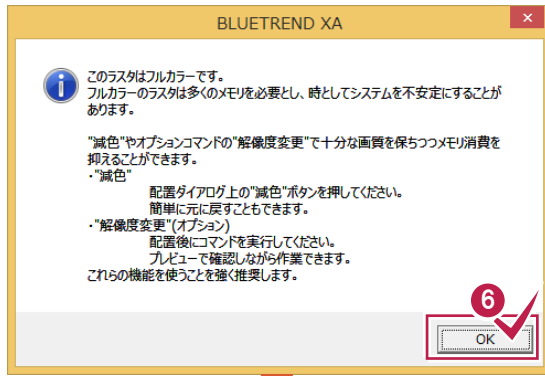 BLUETREND XA
このラスタはフルカラーです。
フルカラーのラスタは多くのメモリを必要とし、時としてシステムを不安定にすることが
あります。
"減色"やオプションコマンドの"解像度変更"で十分な画質を保ちつつメモリ消費を
抑えることができます。
・"減色"
配置ダイアログ上の"減色"ボタンを押してください。
簡単に元に戻すこともできます。
・"解像度変更"(オプション)
配置後にコマンドを実行してください。
プレビューで確認しながら作業できます。
これらの機能を使うことを強く推奨します。
6
OK